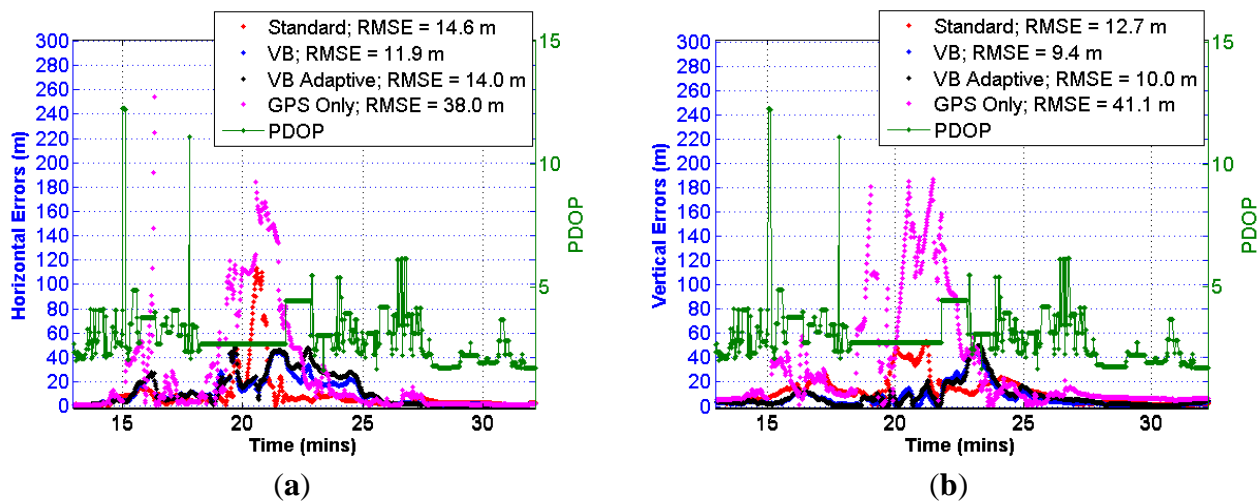 Standard; RMSE = 14.6 m
VB; RMSE = 11.9 m
VB Adaptive; RMSE = 14.0 m
GPS Only; RMSE = 38.0 m
PDOP
300
280
260
240
220
200
180
160
140
120
100
80
60
40
20
0
Horizontal Errors (m)
15
10
5
PDOP
15 20 25 30
Time (mins)
(a)
Standard; RMSE = 12.7 m
VB; RMSE = 9.4 m
VB Adaptive; RMSE = 10.0 m
GPS Only; RMSE = 41.1 m
PDOP
300
280
260
240
220
200
180
160
140
120
100
80
60
40
20
0
Vertical Errors (m)
15
10
5
PDOP
15 20 25 30
Time (mins)
(b)